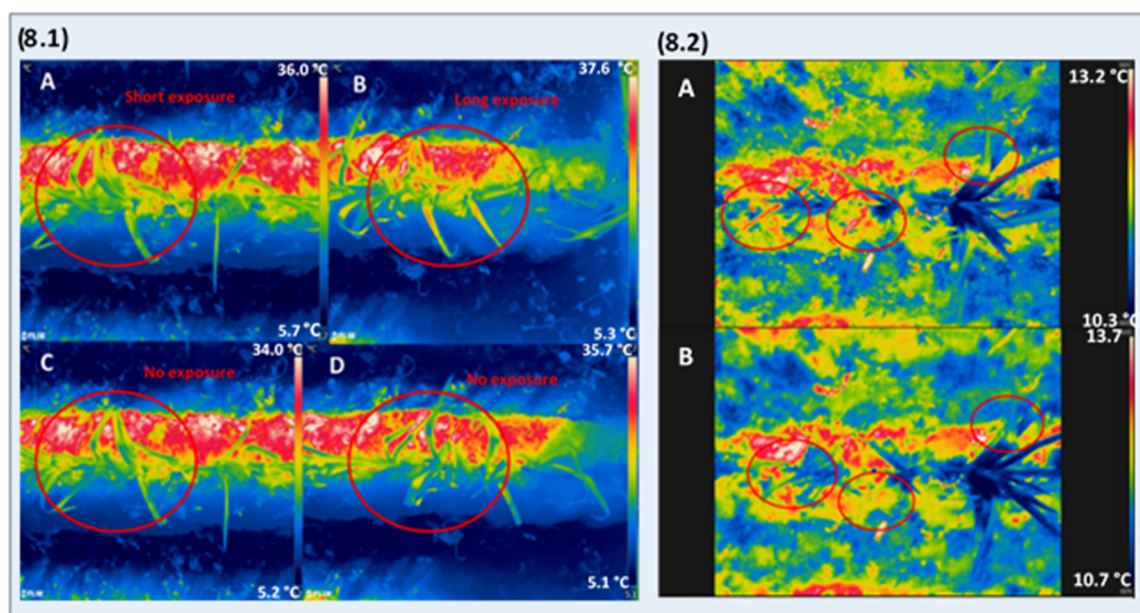 (8.1)
A
Short exposure
36.0 °C
5.7 °C
B
Long exposure
37.6 °C
5.3 °C
C
No exposure
34.0 °C
5.2 °C
D
No exposure
35.7 °C
5.1 °C
(8.2)
A
13.2 °C
10.3 °C
B
13.7
10.7 °C